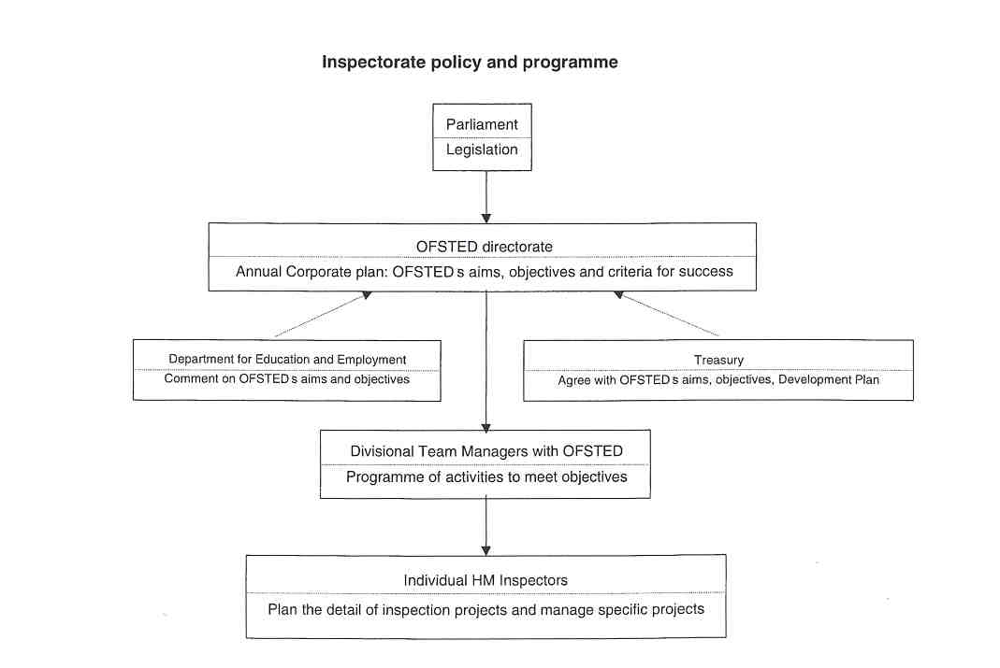 Inspectorate policy and programme
Parliament
Legislation
OFSTED directorate
Annual Corporate plan: OFSTED s aims, objectives and criteria for success
Department for Education and Employment
Comment on OFSTED s aims and objectives
Treasury
Agree with OFSTED s aims, objectives, Development Plan
Divisional Team Managers with OFSTED
Programme of activities to meet objectives
Individual HM Inspectors
Plan the detail of inspection projects and manage specific projects